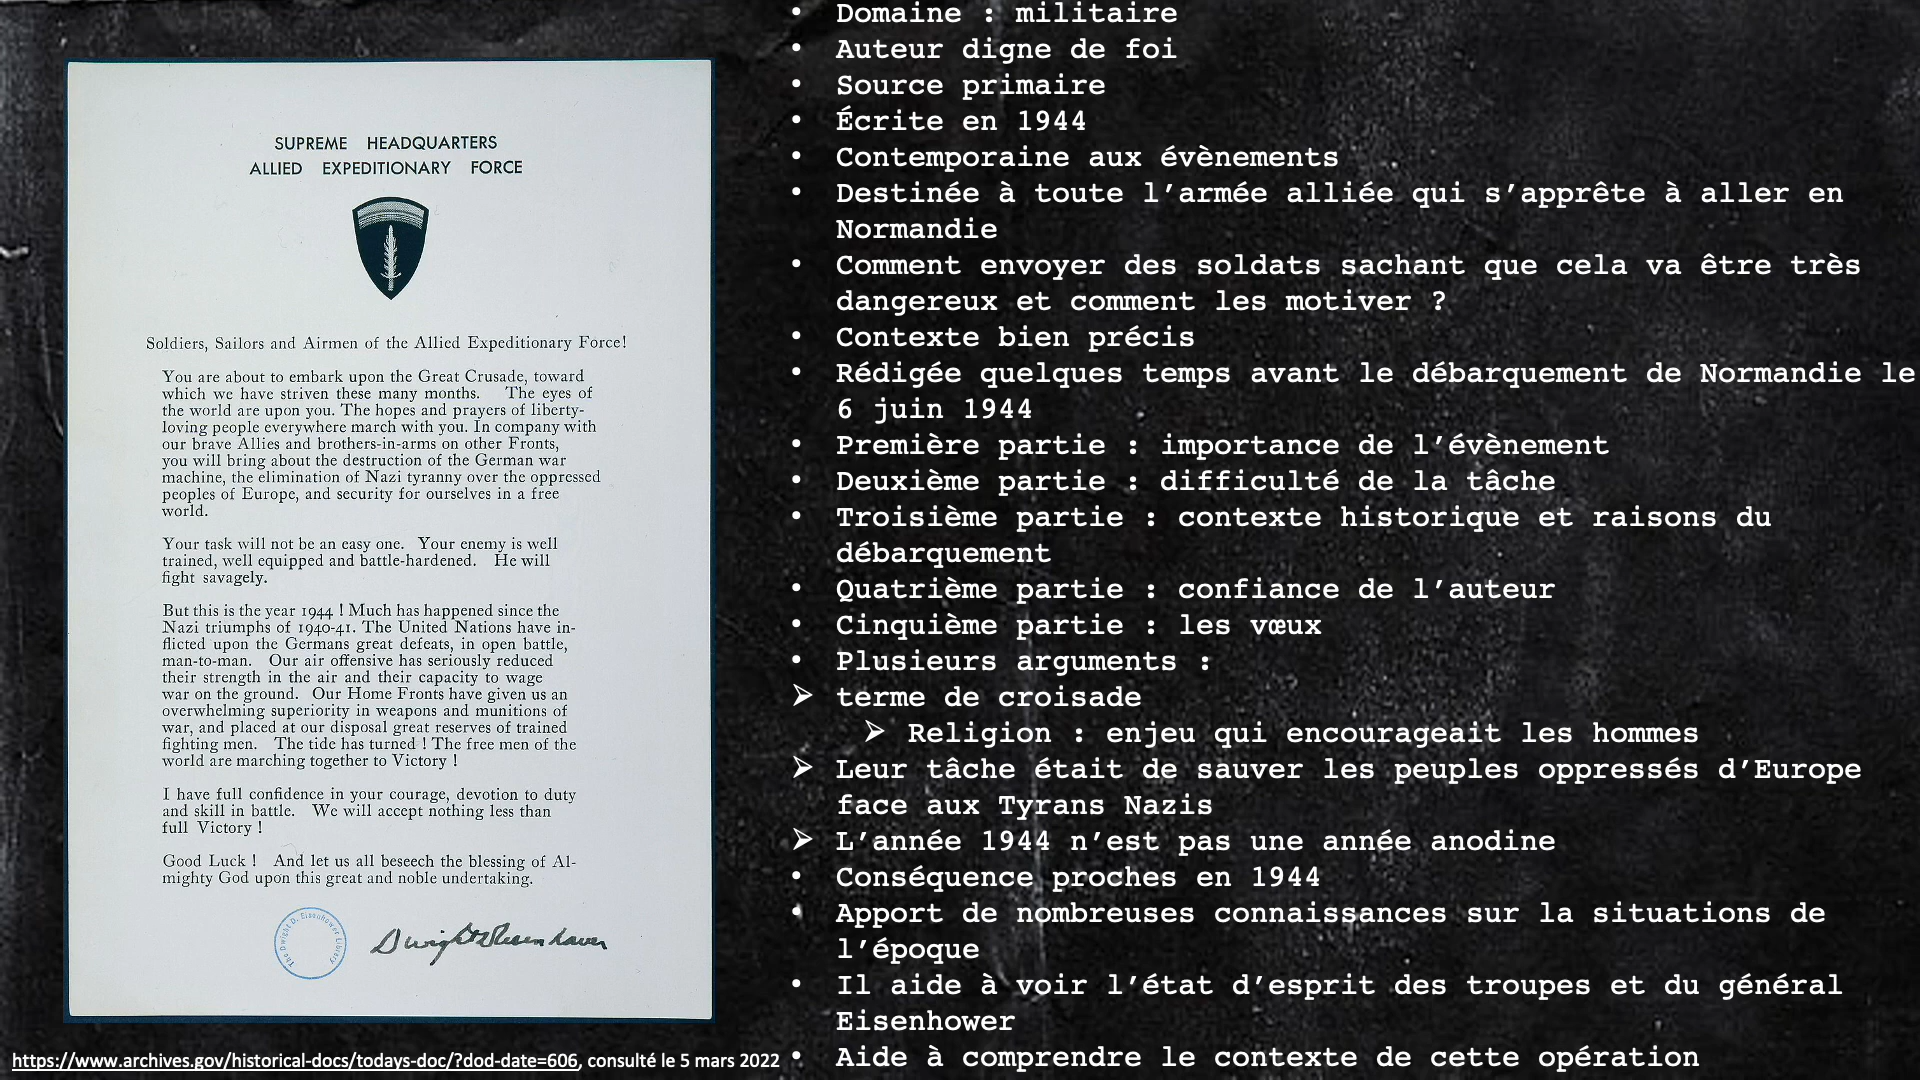 SUPREME HEADQUARTERS
ALLIED EXPEDITIONARY FORCE
Soldiers, Sailors and Airmen of the Allied Expeditionary Force!
You are about to embark upon the Great Crusade, toward
which we have striven these many months. The eyes of
the world are upon you. The hopes and prayers of liberty-
loving people everywhere march with you. In company with
our brave Allies and brothers-in-arms on other Fronts,
you will bring about the destruction of the German war
machine, the elimination of Nazi tyranny over the oppressed
peoples of Europe, and security for ourselves in a free
world.
Your task will not be an easy one. Your enemy is well
trained, well equipped and battle-hardened. He will
fight savagely.
But this is the year 1944 ! Much has happened since the
Nazi triumphs of 1940-41. The United Nations have in-
flicted upon the Germans great defeats, in open battle,
man-to-man. Our air offensive has seriously reduced
their strength in the air and their capacity to wage
war on the ground. Our Home Fronts have given us an
overwhelming superiority in weapons and munitions of
war, and placed at our disposal great reserves of trained
fighting men. The tide has turned ! The free men of the
world are marching together to Victory !
I have full confidence in your courage, devotion to duty
and skill in battle. We will accept nothing less than
full Victory !
Good Luck ! And let us all beseech the blessing of Al-
mighty God upon this great and noble undertaking.
The Dwight D. Eisenhower Library
Dwight D Eisenhower
https://www.archives.gov/historical-docs/todays-doc/?dod-date=606, consulté le 5 mars 2022
• Domaine : militaire
• Auteur digne de foi
• Source primaire
• Écrite en 1944
• Contemporaine aux évènements
• Destinée à toute l’armée alliée qui s’apprête à aller en
Normandie
• Comment envoyer des soldats sachant que cela va être très
dangereux et comment les motiver ?
• Contexte bien précis
• Rédigée quelques temps avant le débarquement de Normandie le
6 juin 1944
• Première partie : importance de l’évènement
• Deuxième partie : difficulté de la tâche
• Troisième partie : contexte historique et raisons du
débarquement
• Quatrième partie : confiance de l’auteur
• Cinquième partie : les vœux
• Plusieurs arguments :
➢ terme de croisade
➢ Religion : enjeu qui encourageait les hommes
➢ Leur tâche était de sauver les peuples oppressés d’Europe
face aux Tyrans Nazis
➢ L’année 1944 n’est pas une année anodine
• Conséquence proches en 1944
• Apport de nombreuses connaissances sur la situations de
l’époque
• Il aide à voir l’état d’esprit des troupes et du général
Eisenhower
• Aide à comprendre le contexte de cette opération